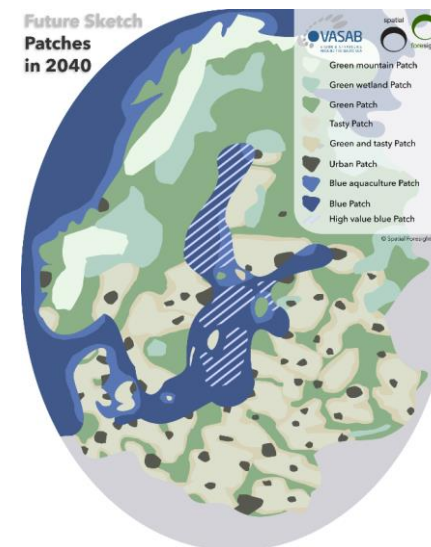 Future Sketch
Patches
in 2040
VASAB
spatial
foresight
Green mountain Patch
Green wetland Patch
Green Patch
Tasty Patch
Green and tasty Patch
Urban Patch
Blue aquaculture Patch
Blue Patch
High value blue Patch
© Spatial Foresight